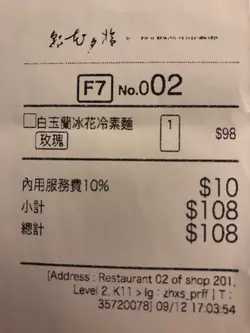 F7 No.002
□白玉蘭冰花冷素麵 1 $98
玫瑰
內用服務費10% $10
小計 $108
總計 $108
[Address : Restaurant 02 of shop 201,
Level 2, K11 > Ig : zhxs_prff ] T :
35720078] 09/12 17:03:54